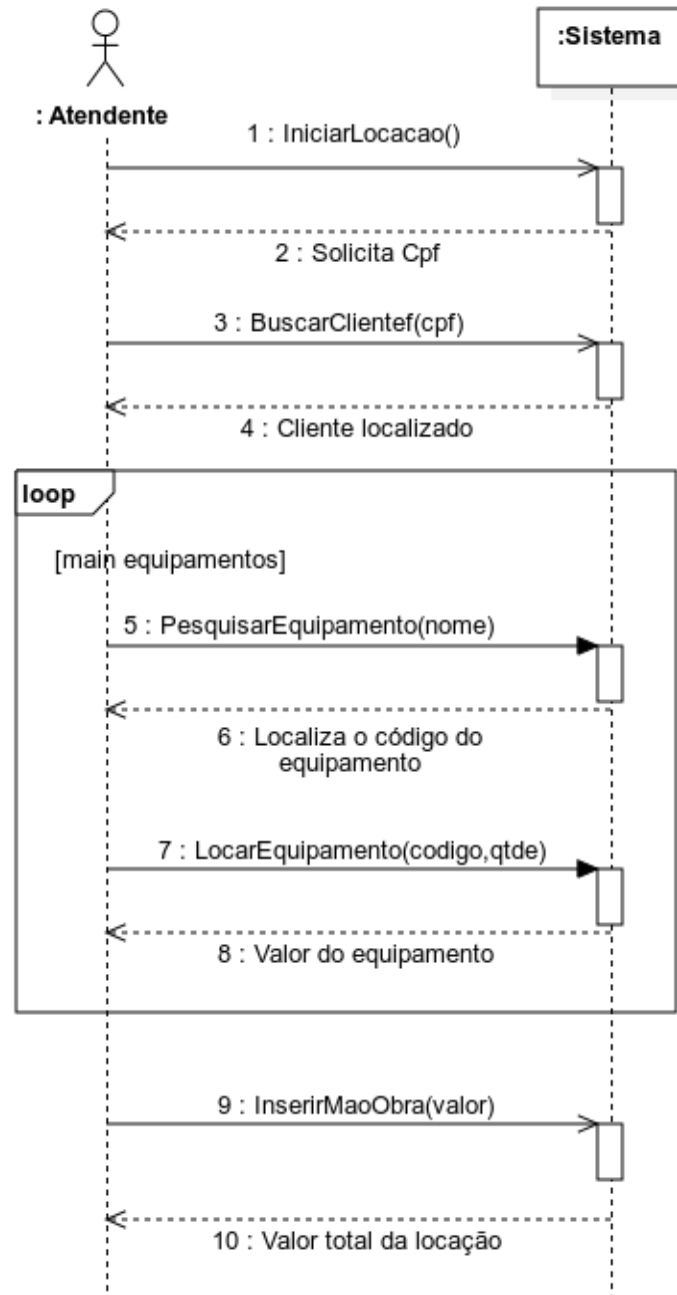 :Sistema
: Atendente
1 : IniciarLocacao()
2 : Solicita Cpf
3 : BuscarClientef(cpf)
4 : Cliente localizado
loop
[main equipamentos]
5 : PesquisarEquipamento(nome)
6 : Localiza o código do
equipamento
7 : LocarEquipamento(codigo,qtde)
8 : Valor do equipamento
9 : InserirMaoObra(valor)
10 : Valor total da locação